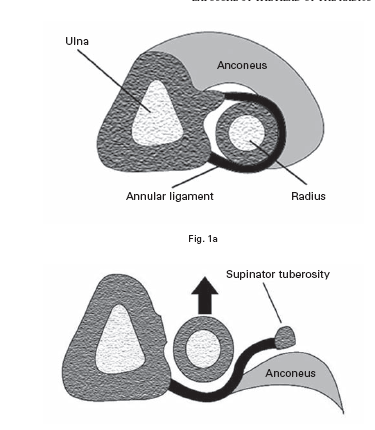 Ulna
Anconeus
Annular ligament
Radius
Fig. 1a
Supinator tuberosity
Anconeus